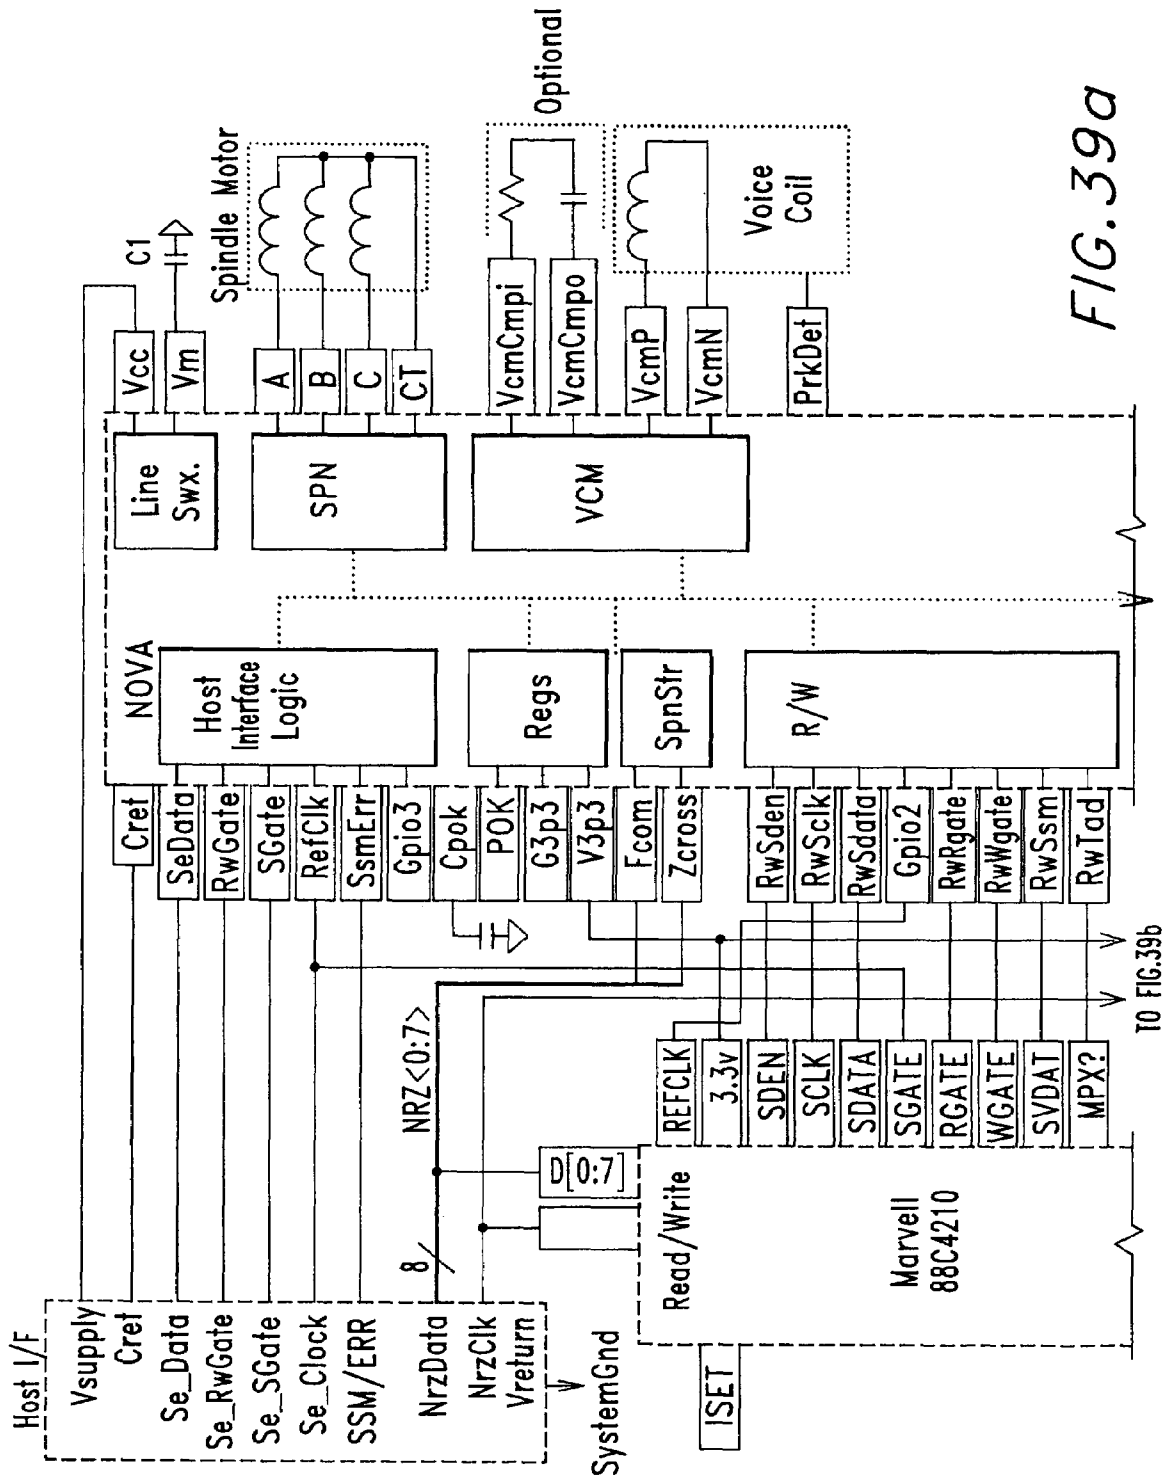 Host I/F
Vsupply
Cret
Se_Data
Se_RwGate
Se_SGate
Se_Clock
SSM/ERR
NrzData
NrzClk
Vreturn
SystemGnd
8
NRZ<0:7>
ISET
Read/Write
Marvell
88C4210
D[0:7]
REFCLK
3.3v
SDEN
SCLK
SDATA
SGATE
RGATE
WGATE
SVDAT
MPX?
TO FIG.39b
Cret
SeData
RwGate
SGate
RefClk
SsmErr
Gpio3
Cpok
POK
G3p3
V3p3
Fcom
Zcross
RwSden
RwSclk
RwSdata
Gpio2
RwRgate
RwWgate
RwSsm
RwTad
NOVA
Host
Interface
Logic
Regs
SpnStr
R/W
Line
Swx.
SPN
VCM
Vcc
Vm
A
B
C
CT
VcmCmpi
VcmCmpo
VcmP
VcmN
PrkDet
C1
Spindle Motor
Optional
Voice
Coil
FIG.39a